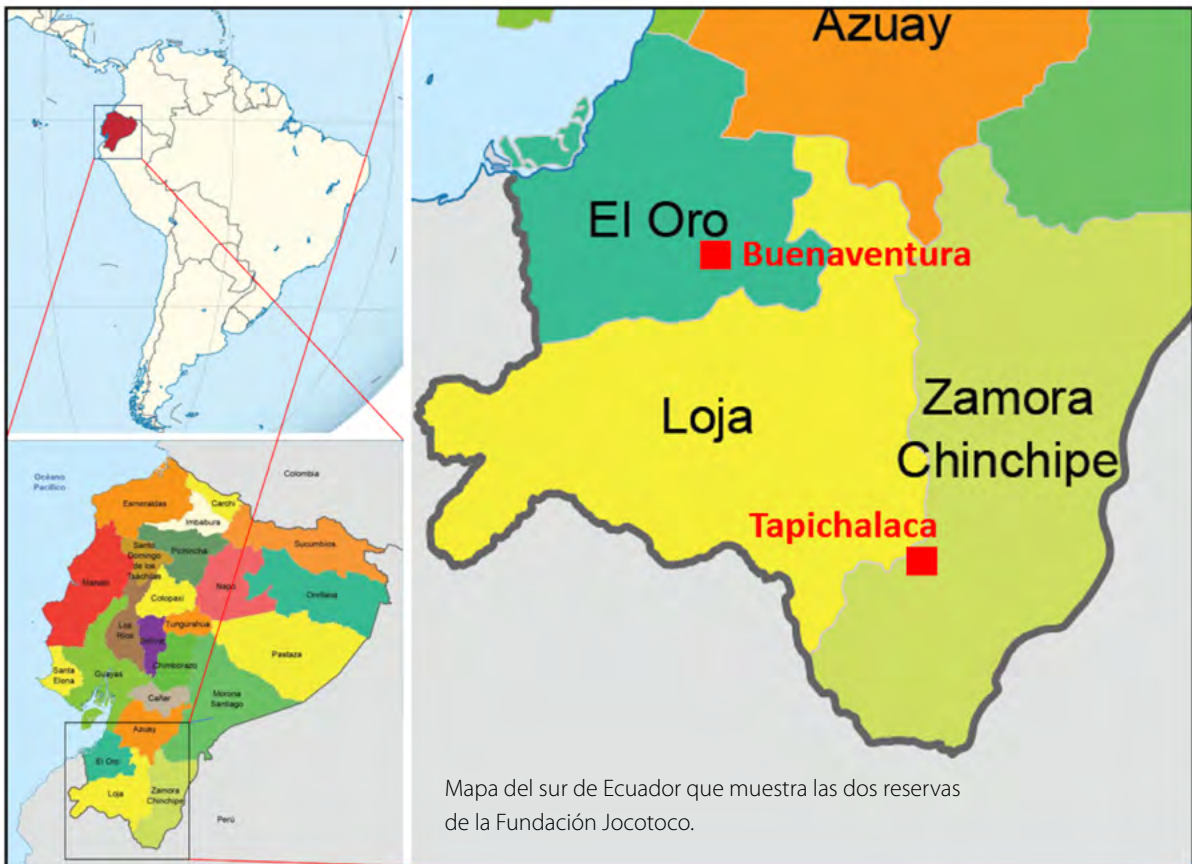 Azuay
El Oro
Buenaventura
Loja
Zamora
Chinchipe
Tapichalaca
Mapa del sur de Ecuador que muestra las dos reservas
de la Fundación Jocotoco.
Océano
Pacífico
Colombia
Esmeraldas
Carchi
Imbabura
Sucumbios
Santo
Domingo
de los
Tsáchilas
Pichincha
Manabí
Napo
Orellana
Cotopaxi
Los
Ríos
Bolívar
Tungurahua
Pastaza
Santa
Elena
Guayas
Chimborazo
Cañar
Morona
Santiago
Azuay
El Oro
Loja
Zamora
Chinchipe
Perú